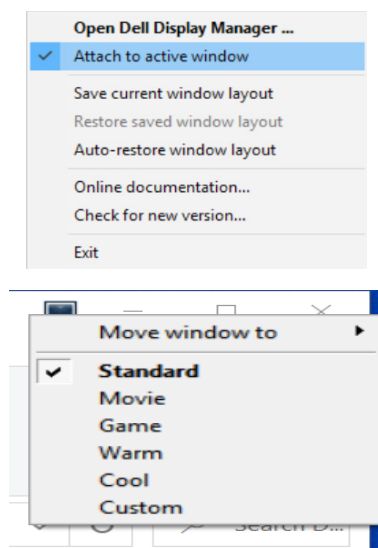 Open Dell Display Manager ...
Attach to active window
Save current window layout
Restore saved window layout
Auto-restore window layout
Online documentation...
Check for new version...
Exit
Move window to
Standard
Movie
Game
Warm
Cool
Custom
Search D...